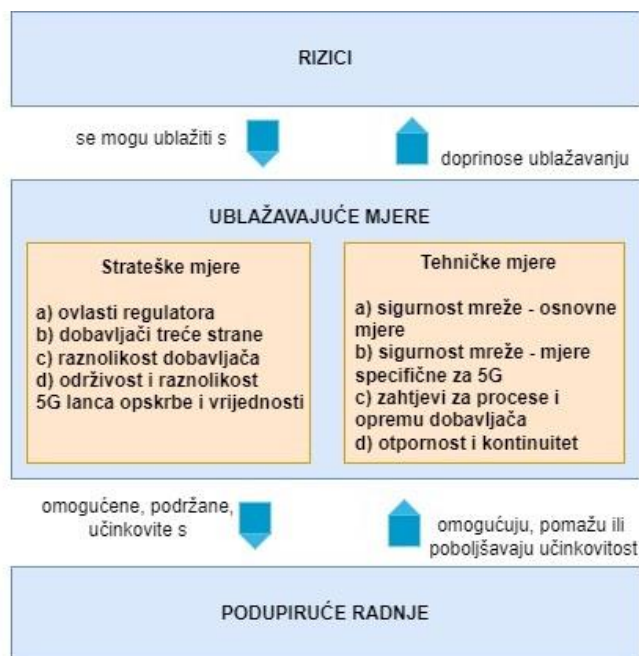 RIZICI
se mogu ublažiti s
doprinose ublažavanju
UBLAŽAVAJUĆE MJERE
Strateške mjere
a) ovlasti regulatora
b) dobavljači treće strane
c) raznolikost dobavljača
d) održivost i raznolikost
5G lanca opskrbe i vrijednosti
Tehničke mjere
a) sigurnost mreže - osnovne
mjere
b) sigurnost mreže - mjere
specifične za 5G
c) zahtjevi za procese i
opremu dobavljača
d) otpornost i kontinuitet
omogućene, podržane,
učinkovite s
omogućuju, pomažu ili
poboljšavaju učinkovitost
PODUPIRUĆE RADNJE